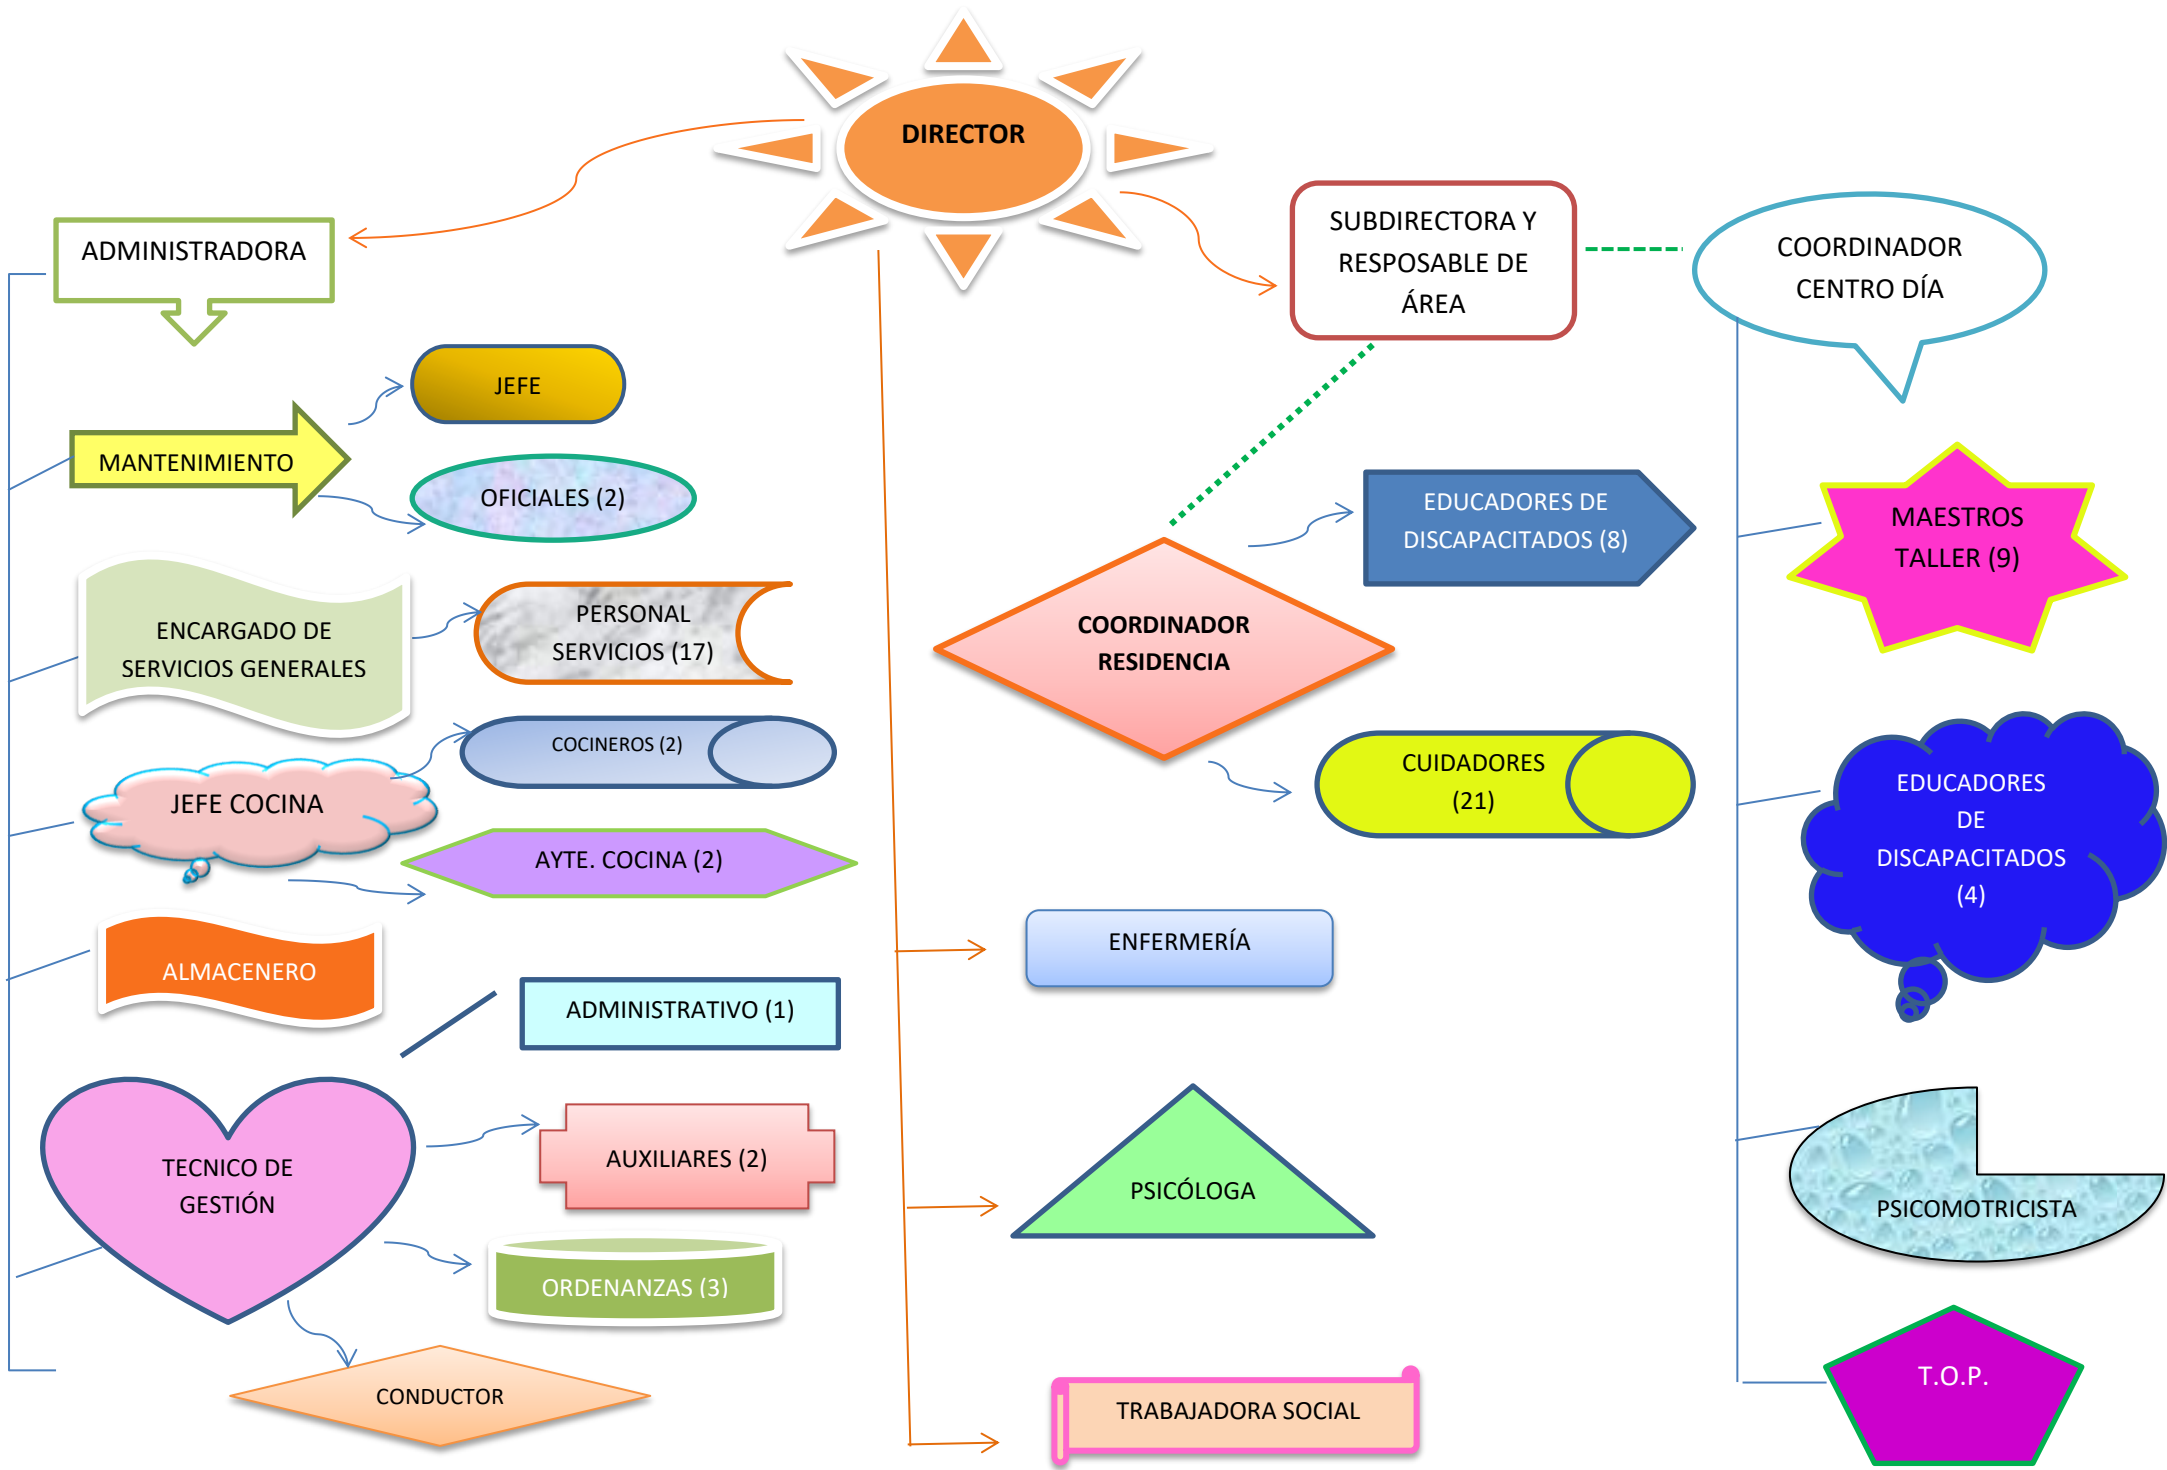 DIRECTOR
ADMINISTRADORA
SUBDIRECTORA Y
RESPOSABLE DE
ÁREA
COORDINADOR
CENTRO DÍA
JEFE
MANTENIMIENTO
OFICIALES (2)
ENCARGADO DE
SERVICIOS GENERALES
PERSONAL
SERVICIOS (17)
COCINEROS (2)
JEFE COCINA
AYTE. COCINA (2)
ALMACENERO
ADMINISTRATIVO (1)
TECNICO DE
GESTIÓN
AUXILIARES (2)
ORDENANZAS (3)
CONDUCTOR
COORDINADOR
RESIDENCIA
EDUCADORES DE
DISCAPACITADOS (8)
CUIDADORES
(21)
ENFERMERÍA
PSICÓLOGA
TRABAJADORA SOCIAL
MAESTROS
TALLER (9)
EDUCADORES
DE
DISCAPACITADOS
(4)
PSICOMOTRICISTA
T.O.P.